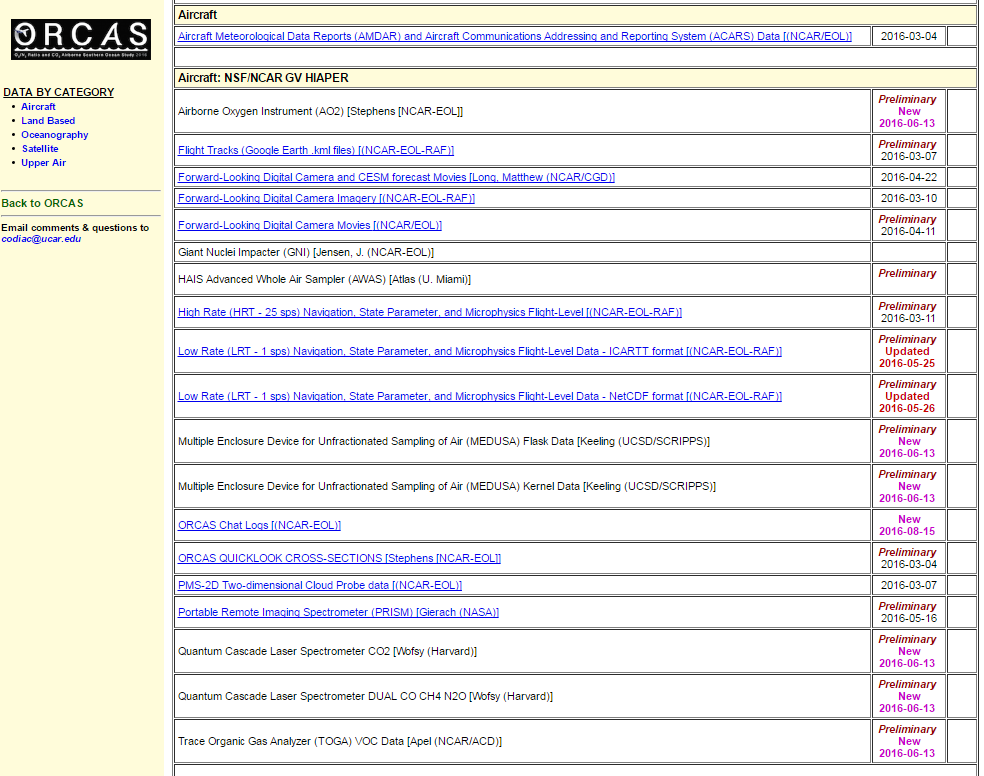 ORCAS
O2/N2 Ratio and CO2 Airborne Southern Ocean Study 2016
DATA BY CATEGORY
• Aircraft
• Land Based
• Oceanography
• Satellite
• Upper Air
Back to ORCAS
Email comments & questions to
codiac@ucar.edu
Aircraft
Aircraft Meteorological Data Reports (AMDAR) and Aircraft Communications Addressing and Reporting System (ACARS) Data [(NCAR/EOL)] 2016-03-04
Aircraft: NSF/NCAR GV HIAPER
Airborne Oxygen Instrument (AO2) [Stephens [NCAR-EOL]] Preliminary
New
2016-06-13
Flight Tracks (Google Earth .kml files) [(NCAR-EOL-RAF)] Preliminary
2016-03-07
Forward-Looking Digital Camera and CESM forecast Movies [Long, Matthew (NCAR/CGD)] 2016-04-22
Forward-Looking Digital Camera Imagery [(NCAR-EOL-RAF)] 2016-03-10
Forward-Looking Digital Camera Movies [(NCAR/EOL)] Preliminary
2016-04-11
Giant Nuclei Impacter (GNI) [Jensen, J. (NCAR-EOL)]
HAIS Advanced Whole Air Sampler (AWAS) [Atlas (U. Miami)] Preliminary
High Rate (HRT - 25 sps) Navigation, State Parameter, and Microphysics Flight-Level [(NCAR-EOL-RAF)] Preliminary
2016-03-11
Low Rate (LRT - 1 sps) Navigation, State Parameter, and Microphysics Flight-Level Data - ICARTT format [(NCAR-EOL-RAF)] Preliminary
Updated
2016-05-25
Low Rate (LRT - 1 sps) Navigation, State Parameter, and Microphysics Flight-Level Data - NetCDF format [(NCAR-EOL-RAF)] Preliminary
Updated
2016-05-26
Multiple Enclosure Device for Unfractionated Sampling of Air (MEDUSA) Flask Data [Keeling (UCSD/SCRIPPS)] Preliminary
New
2016-06-13
Multiple Enclosure Device for Unfractionated Sampling of Air (MEDUSA) Kernel Data [Keeling (UCSD/SCRIPPS)] Preliminary
New
2016-06-13
ORCAS Chat Logs [(NCAR-EOL)] New
2016-08-15
ORCAS QUICKLOOK CROSS-SECTIONS [Stephens [NCAR-EOL]] Preliminary
2016-03-04
PMS-2D Two-dimensional Cloud Probe data [(NCAR-EOL)] 2016-03-07
Portable Remote Imaging Spectrometer (PRISM) [Gierach (NASA)] Preliminary
2016-05-16
Quantum Cascade Laser Spectrometer CO2 [Wofsy (Harvard)] Preliminary
New
2016-06-13
Quantum Cascade Laser Spectrometer DUAL CO CH4 N2O [Wofsy (Harvard)] Preliminary
New
2016-06-13
Trace Organic Gas Analyzer (TOGA) VOC Data [Apel (NCAR/ACD)] Preliminary
New
2016-06-13